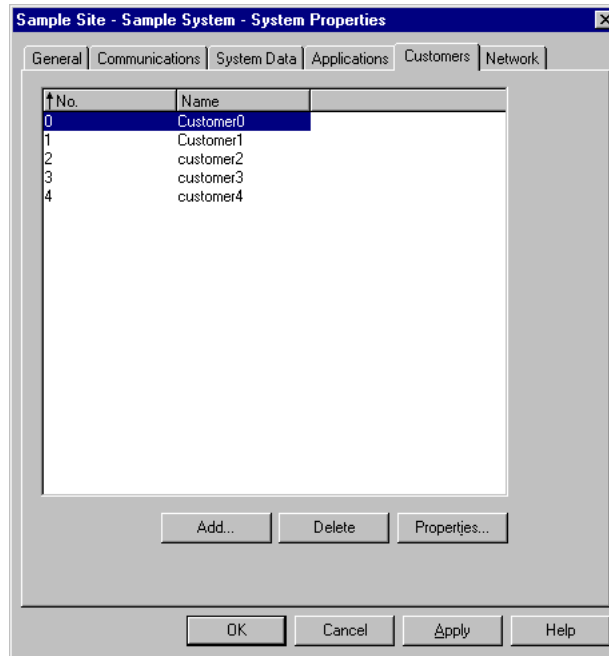 Sample Site - Sample System - System Properties
General Communications System Data Applications Customers Network
No. Name
0 Customer0
1 Customer1
2 customer2
3 customer3
4 customer4
Add... Delete Properties...
OK Cancel Apply Help